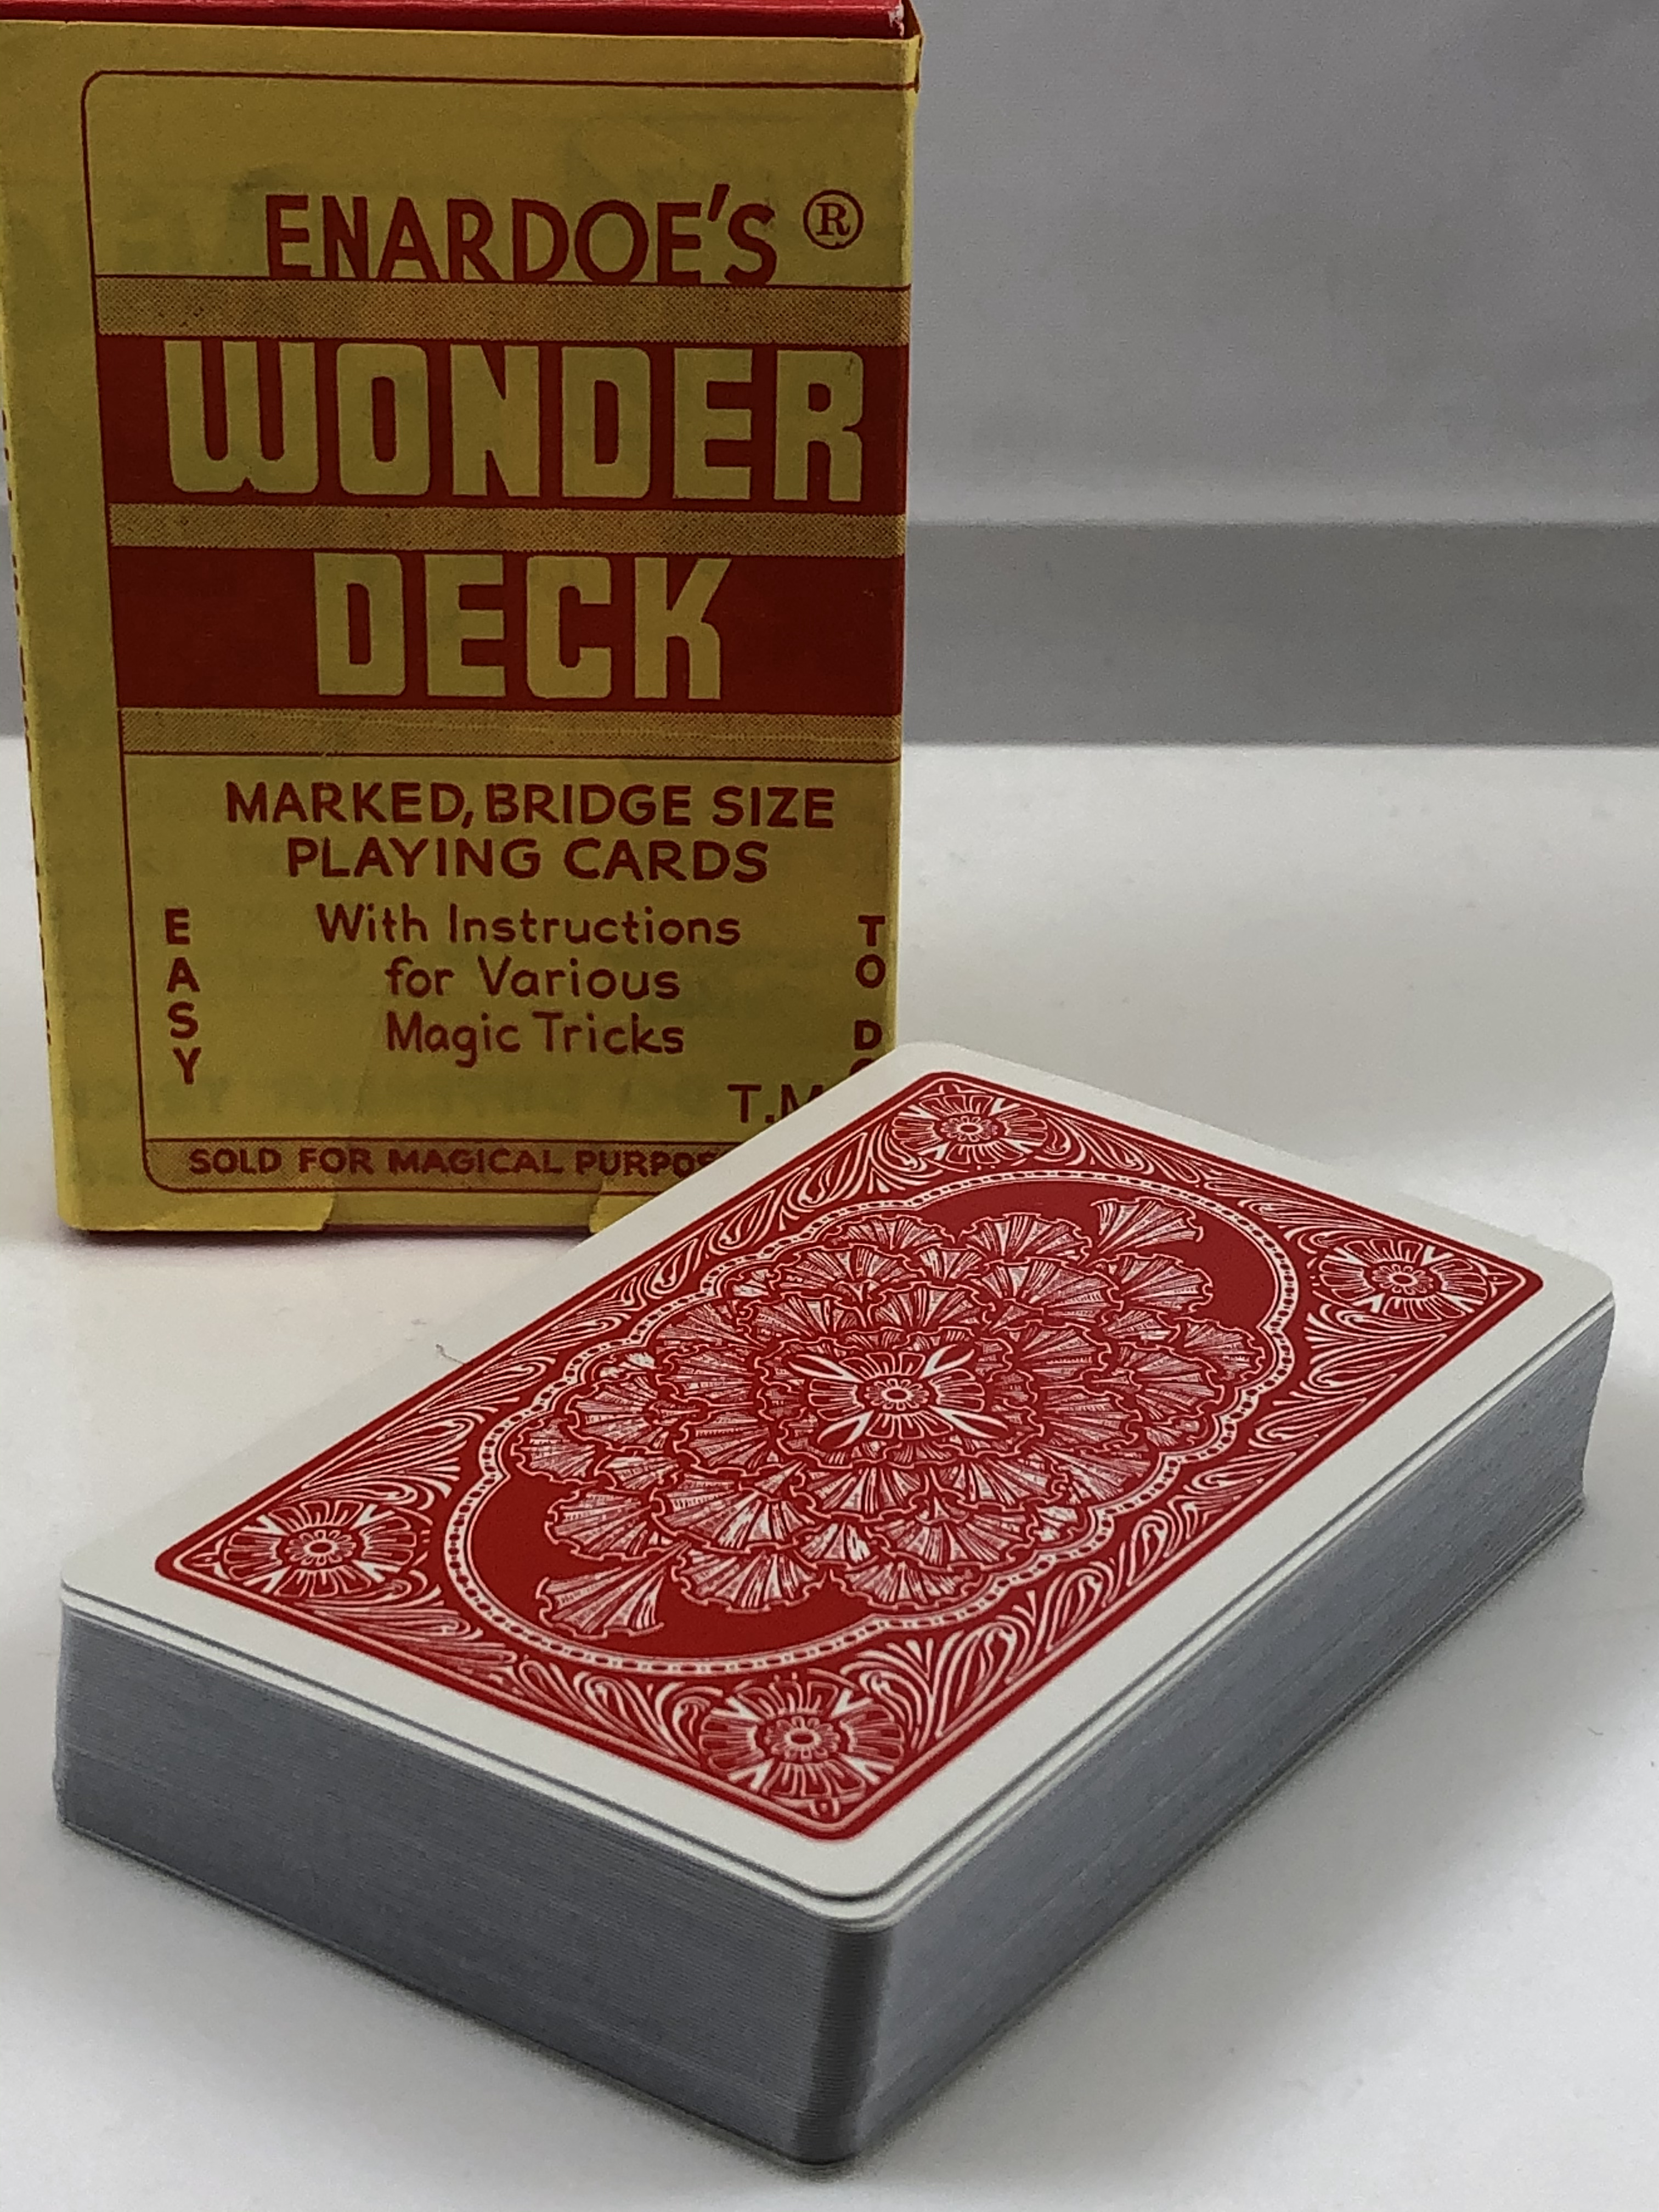 ENARDOE'S ®
WONDER
DECK
MARKED, BRIDGE SIZE
PLAYING CARDS
EASY
With Instructions
for Various
Magic Tricks
TO
SOLD FOR MAGICAL